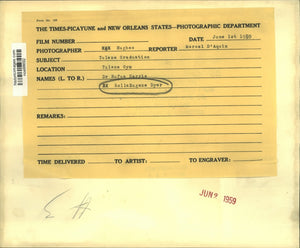 THE TIMES-PICAYUNE and NEW ORLEANS STATES—PHOTOGRAPHIC DEPARTMENT
FILM NUMBER DATE June 1st
PHOTOGRAPHER Hughes REPORTER Marcel D'Aquin
SUBJECT Tulane Graduation
LOCATION Tulane Gym
NAMES (L. TO R.) Dr Rufus Harris
Eugene Dyer
REMARKS:
TIME DELIVERED TO ARTIST: TO ENGRAVER:
JUN 2 1959